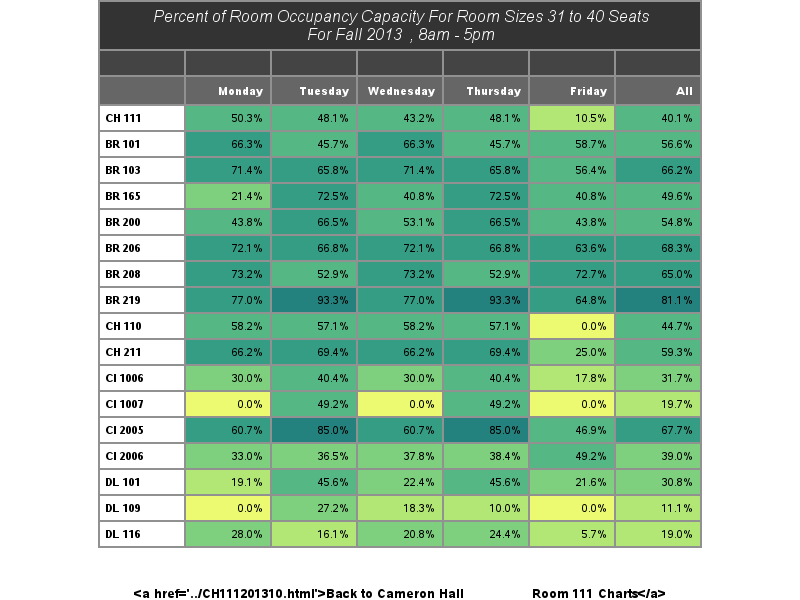 Percent of Room Occupancy Capacity For Room Sizes 31 to 40 Seats
For Fall 2013 , 8am - 5pm
Monday Tuesday Wednesday Thursday Friday All
CH 111 50.3% 48.1% 43.2% 48.1% 10.5% 40.1%
BR 101 66.3% 45.7% 66.3% 45.7% 58.7% 56.6%
BR 103 71.4% 65.8% 71.4% 65.8% 56.4% 66.2%
BR 165 21.4% 72.5% 40.8% 72.5% 40.8% 49.6%
BR 200 43.8% 66.5% 53.1% 66.5% 43.8% 54.8%
BR 206 72.1% 66.8% 72.1% 66.8% 63.6% 68.3%
BR 208 73.2% 52.9% 73.2% 52.9% 72.7% 65.0%
BR 219 77.0% 93.3% 77.0% 93.3% 64.8% 81.1%
CH 110 58.2% 57.1% 58.2% 57.1% 0.0% 44.7%
CH 211 66.2% 69.4% 66.2% 69.4% 25.0% 59.3%
CI 1006 30.0% 40.4% 30.0% 40.4% 17.8% 31.7%
CI 1007 0.0% 49.2% 0.0% 49.2% 0.0% 19.7%
CI 2005 60.7% 85.0% 60.7% 85.0% 46.9% 67.7%
CI 2006 33.0% 36.5% 37.8% 38.4% 49.2% 39.0%
DL 101 19.1% 45.6% 22.4% 45.6% 21.6% 30.8%
DL 109 0.0% 27.2% 18.3% 10.0% 0.0% 11.1%
DL 116 28.0% 16.1% 20.8% 24.4% 5.7% 19.0%
<a href='../CH111201310.html'>Back to Cameron Hall Room 111 Charts</a>